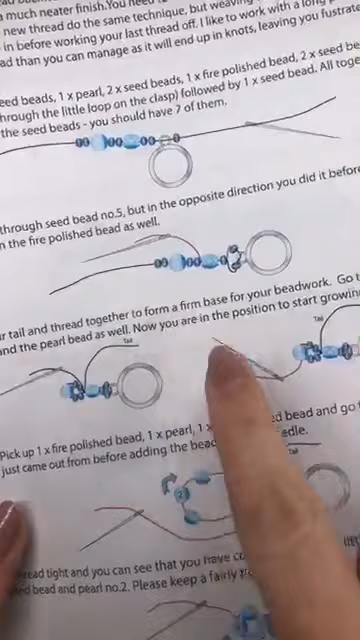 a much neater finish. You need
new thread do the same technique, but weaving
in before working your last thread off. I like to work with a long
ad than you can manage as it will end up in knots, leaving you fustrate
eed beads, 1 x pearl, 2 x seed beads, 1 x fire polished bead, 2 x seed be
hrough the little loop on the clasp) followed by 1 x seed bead. All toge
the seed beads - you should have 7 of them.
through seed bead no.5, but in the opposite direction you did it before
n the fire polished bead as well.
r tail and thread together to form a firm base for your beadwork. Go t
and the pearl bead as well. Now you are in the position to start growin
Tail
Tail
Pick up 1 x fire polished bead, 1 x pearl, 1 x ed bead and go
just came out from before adding the bead edle.
Tail
2
read tight and you can see that you have co
ed bead and pearl no.2. Please keep a fairly